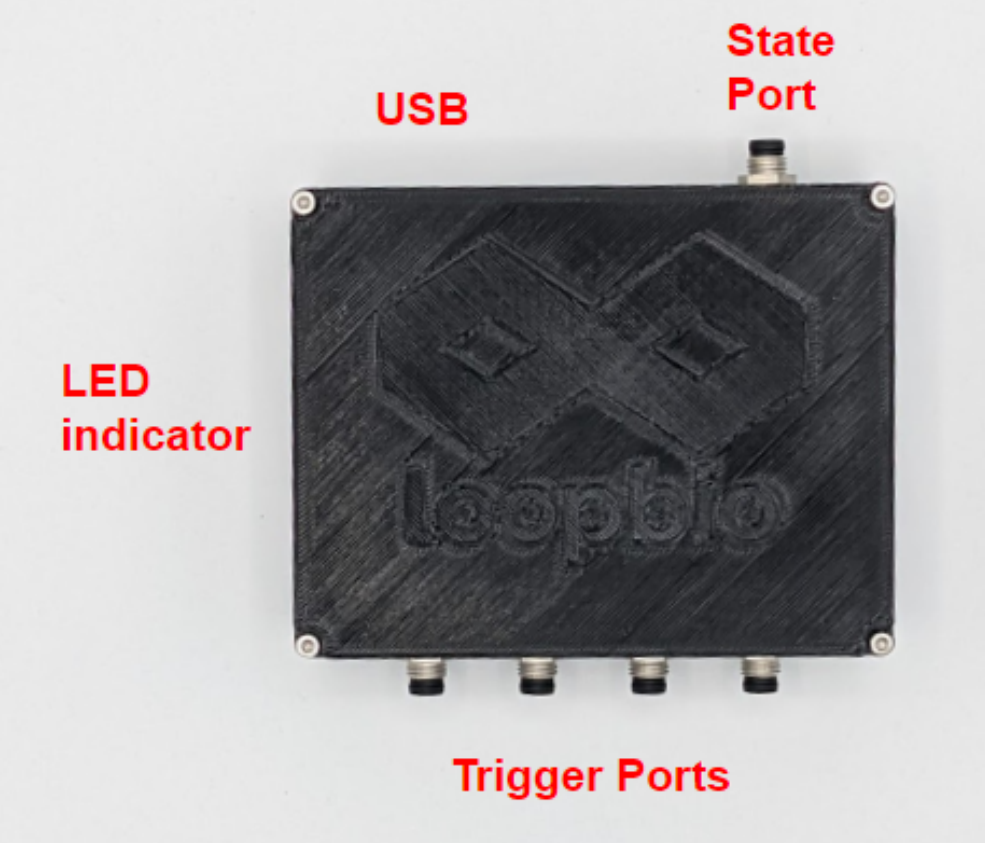 State
Port
USB
LED
indicator
loopbio
Trigger Ports